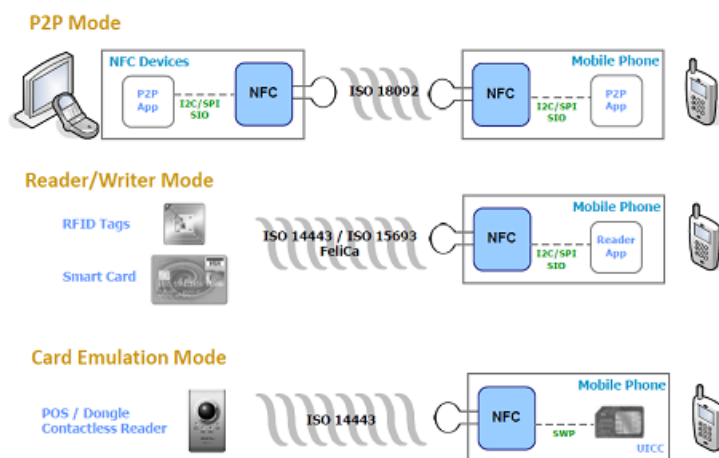 P2P Mode
NFC Devices
P2P
App
I2C/SPI
SIO
NFC
ISO 18092
Mobile Phone
NFC
I2C/SPI
SIO
P2P
App
Reader/Writer Mode
RFID Tags
Smart Card
ISO 14443 / ISO 15693
FeliCa
Mobile Phone
NFC
I2C/SPI
SIO
Reader
App
Card Emulation Mode
POS / Dongle
Contactless Reader
ISO 14443
Mobile Phone
NFC
SWP
UICC